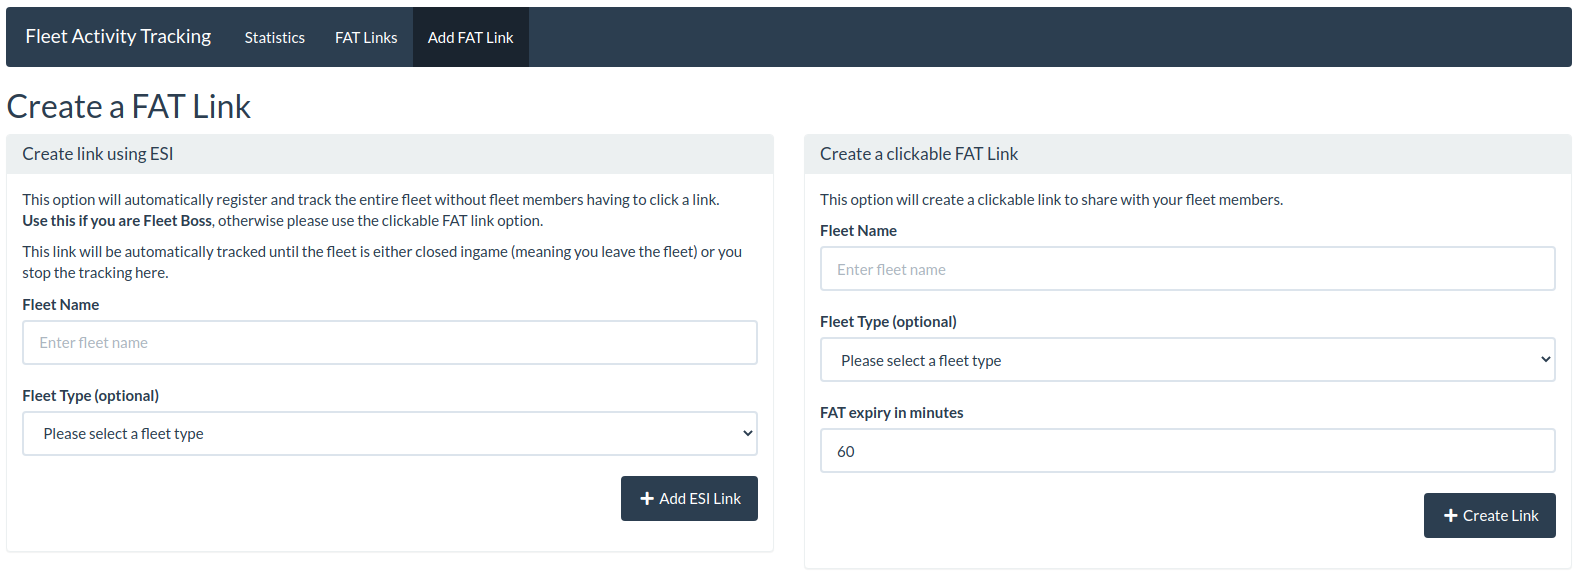 Fleet Activity Tracking Statistics FAT Links Add FAT Link
Create a FAT Link
Create link using ESI
This option will automatically register and track the entire fleet without fleet members having to click a link.
Use this if you are Fleet Boss, otherwise please use the clickable FAT link option.
This link will be automatically tracked until the fleet is either closed ingame (meaning you leave the fleet) or you
stop the tracking here.
Fleet Name
Enter fleet name
Fleet Type (optional)
Please select a fleet type
Add ESI Link
Create a clickable FAT Link
This option will create a clickable link to share with your fleet members.
Fleet Name
Enter fleet name
Fleet Type (optional)
Please select a fleet type
FAT expiry in minutes
60
Create Link